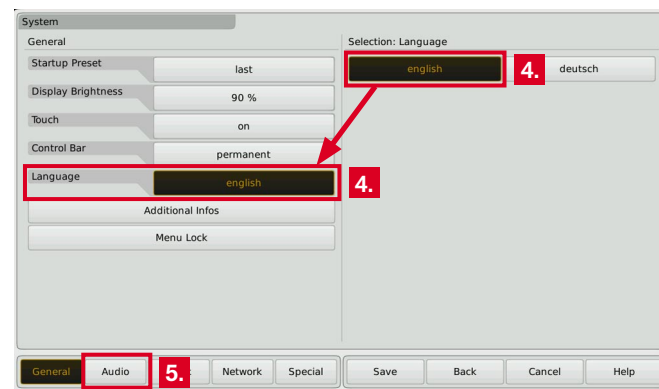 System
General
Selection: Language
Startup Preset
last
english
4.
deutsch
Display Brightness
90 %
Touch
on
Control Bar
permanent
Language
english
4.
Additional Infos
Menu Lock
General
Audio
5.
Network
Special
Save
Back
Cancel
Help